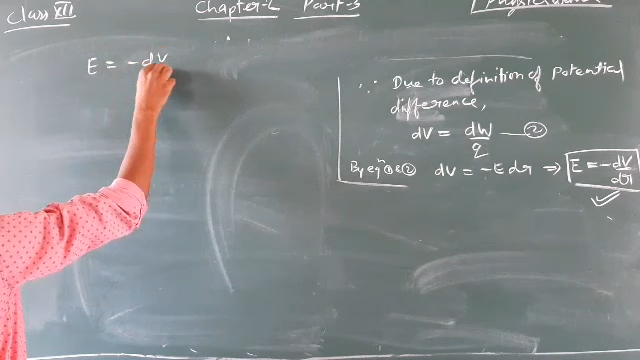 Class XII
Chapter-2 Part-3
E = -dV
∵ Due to definition of potential
difference,
dV = dW/q — ②
By eqn ① & ② dV = -E dr ⇒ E = -dV/dr